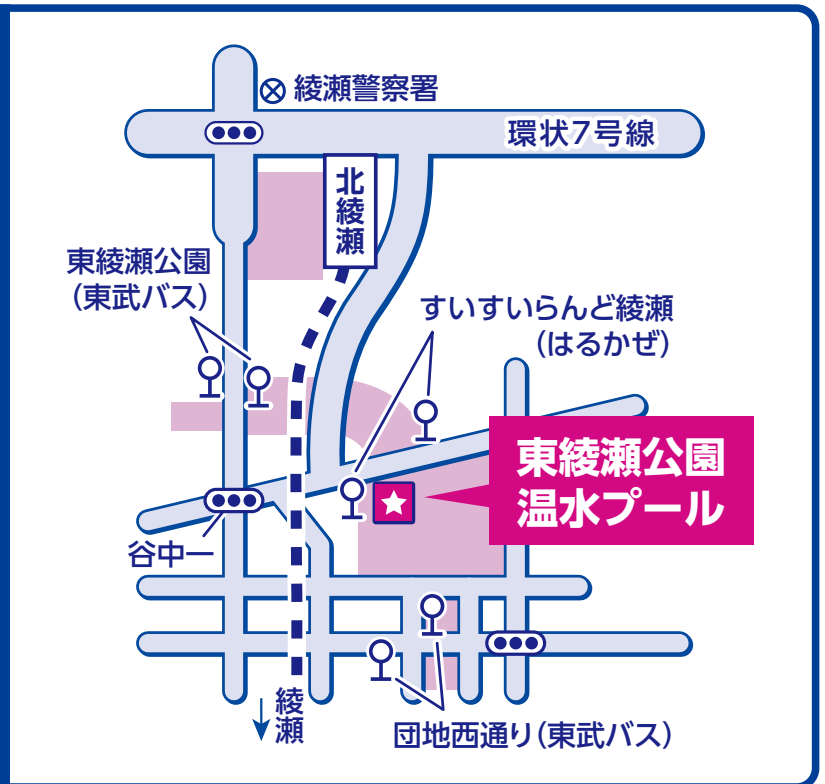 綾瀬警察署
環状7号線
北綾瀬
東綾瀬公園
(東武バス)
すいすいらんど綾瀬
(はるかぜ)
東綾瀬公園
温水プール
谷中一
↓綾瀬
団地西通り(東武バス)